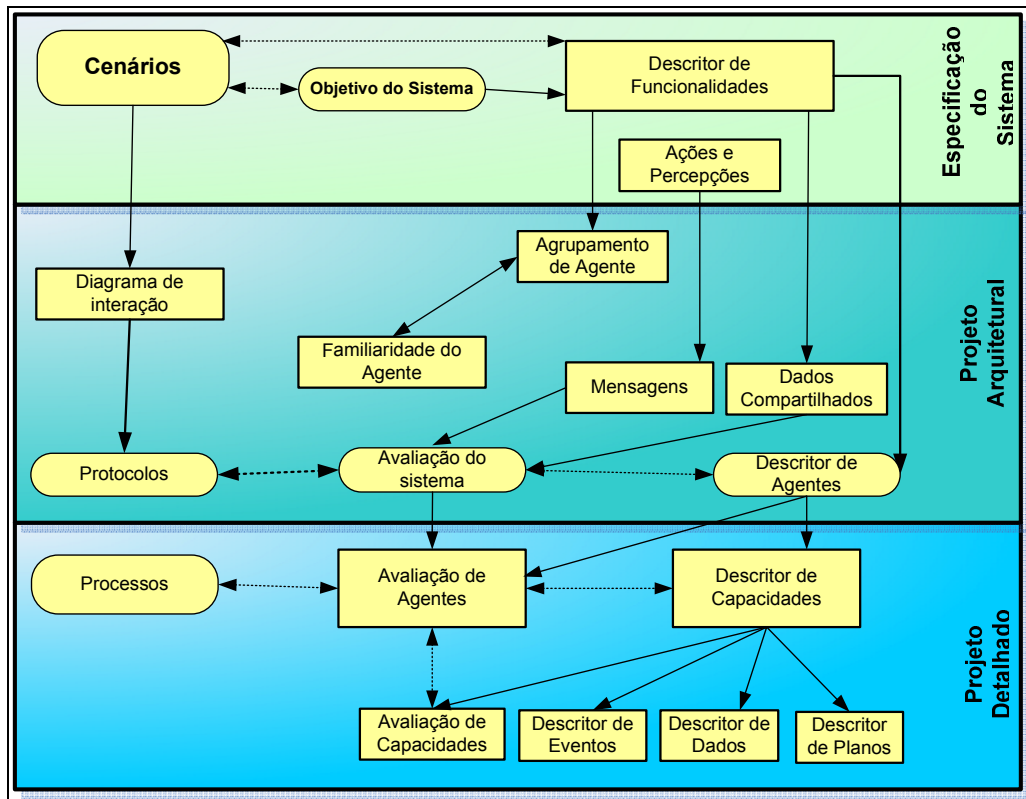 Cenários
Objetivo do Sistema
Descritor de
Funcionalidades
Ações e
Percepções
Especificação
do
Sistema
Agrupamento
de Agente
Diagrama de
interação
Familiaridade do
Agente
Mensagens
Dados
Compartilhados
Protocolos
Avaliação do
sistema
Descritor de
Agentes
Projeto
Arquitetural
Processos
Avaliação de
Agentes
Descritor de
Capacidades
Avaliação de
Capacidades
Descritor de
Eventos
Descritor de
Dados
Descritor
de Planos
Projeto
Detalhado